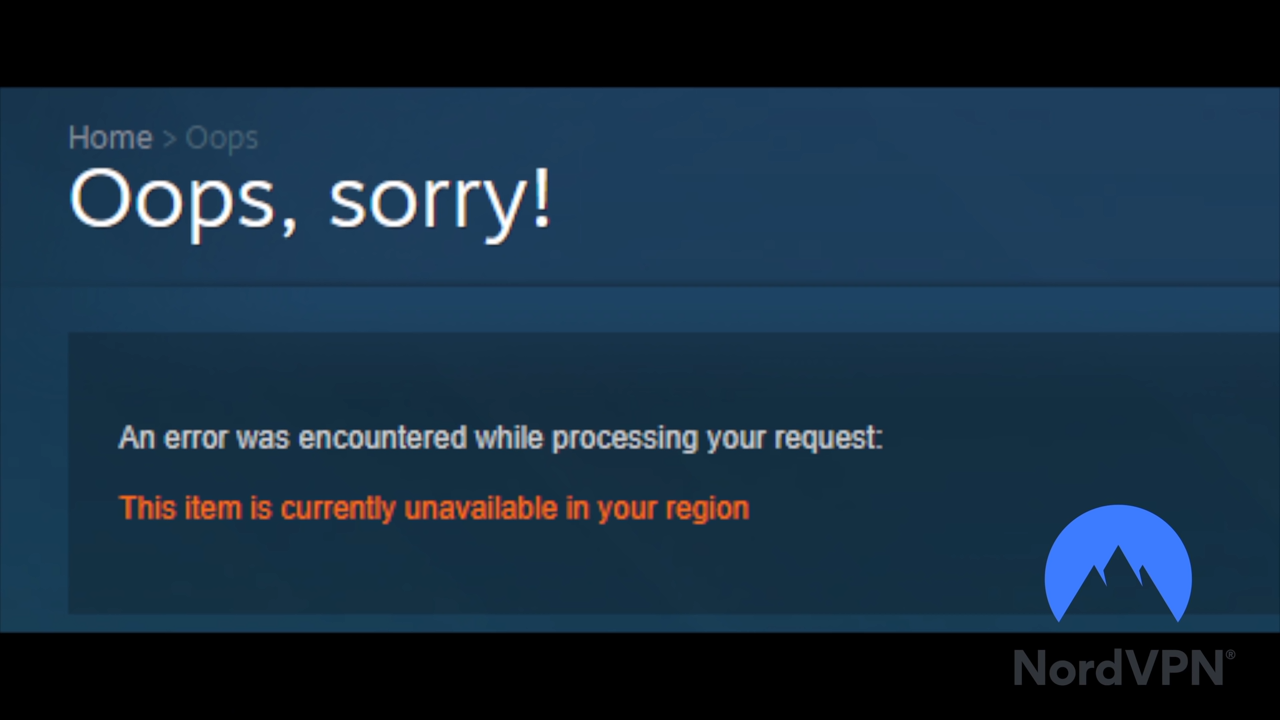 Home > Oops
Oops, sorry!
An error was encountered while processing your request:
This item is currently unavailable in your region
NordVPN®